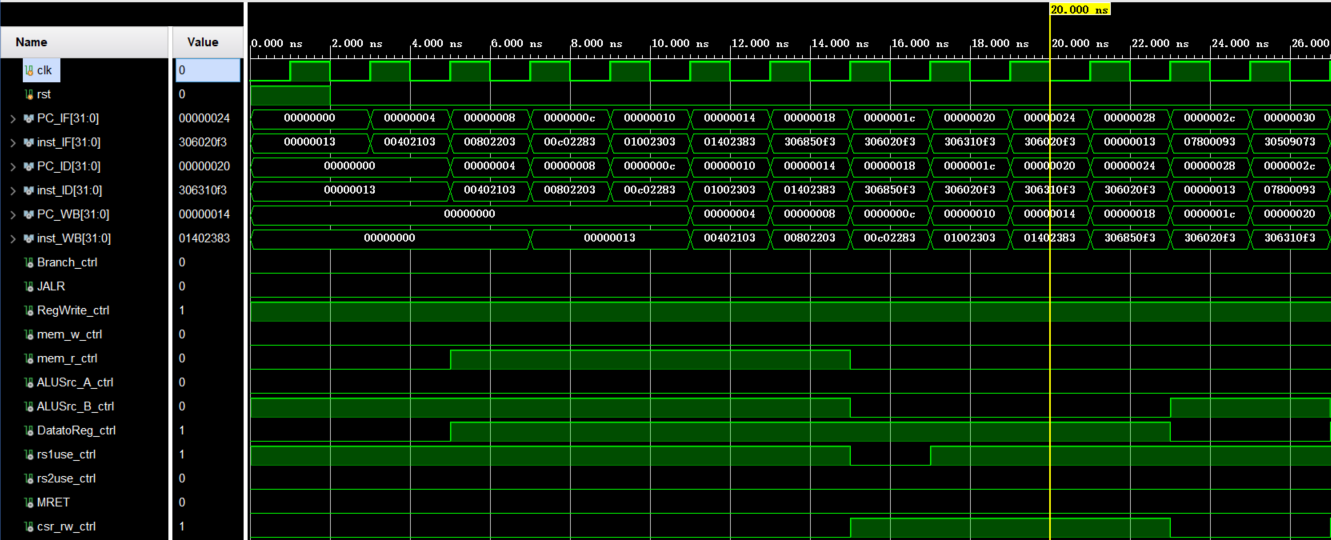 20.000 ns
Name Value
0.000 ns 2.000 ns 4.000 ns 6.000 ns 8.000 ns 10.000 ns 12.000 ns 14.000 ns 16.000 ns 18.000 ns 20.000 ns 22.000 ns 24.000 ns 26.000
clk 0
rst 0
PC_IF[31:0] 00000024 00000000 00000004 00000008 0000000c 00000010 00000014 00000018 0000001c 00000020 00000024 00000028 0000002c 00000030
inst_IF[31:0] 306020f3 00000013 00402103 00802203 00c02283 01002303 01402383 306850f3 306020f3 306310f3 306020f3 00000013 07800093 30509073
PC_ID[31:0] 00000020 00000000 00000004 00000008 0000000c 00000010 00000014 00000018 0000001c 00000020 00000024 00000028 0000002c
inst_ID[31:0] 306310f3 00000013 00402103 00802203 00c02283 01002303 01402383 306850f3 306020f3 306310f3 306020f3 00000013 07800093
PC_WB[31:0] 00000014 00000000 00000004 00000008 0000000c 00000010 00000014 00000018 0000001c 00000020
inst_WB[31:0] 01402383 00000000 00000013 00402103 00802203 00c02283 01002303 01402383 306850f3 306020f3 306310f3
Branch_ctrl 0
JALR 0
RegWrite_ctrl 1
mem_w_ctrl 0
mem_r_ctrl 0
ALUSrc_A_ctrl 0
ALUSrc_B_ctrl 0
DatatoReg_ctrl 1
rs1use_ctrl 1
rs2use_ctrl 0
MRET 0
csr_rw_ctrl 1